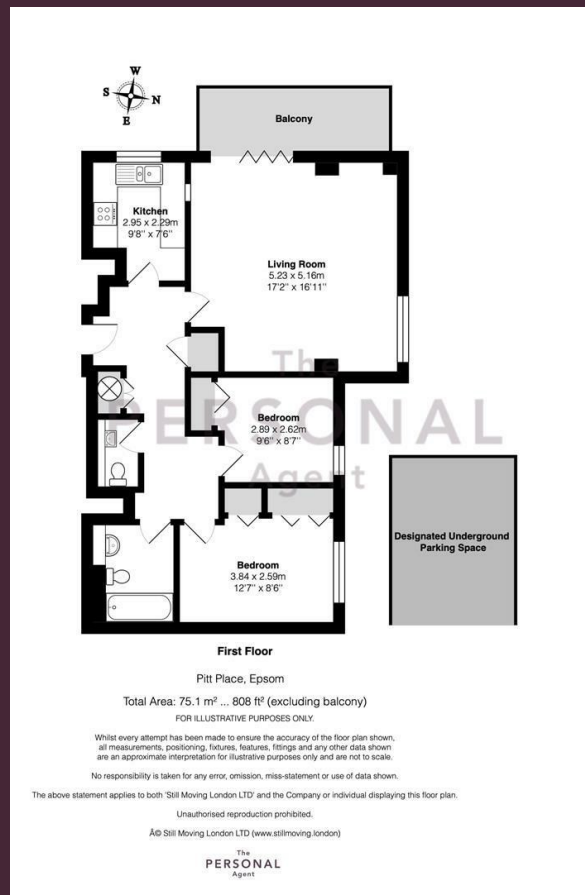 W
S
N
E
Balcony
Kitchen
2.95 x 2.29m
9'8" x 7'6"
Living Room
5.23 x 5.16m
17'2" x 16'11"
The
PERSONAL
Agent
Bedroom
2.89 x 2.62m
9'6" x 8'7"
Designated Underground
Parking Space
Bedroom
3.84 x 2.59m
12'7" x 8'6"
First Floor
Pitt Place, Epsom
Total Area: 75.1 m² ... 808 ft² (excluding balcony)
FOR ILLUSTRATIVE PURPOSES ONLY.
Whilst every attempt has been made to ensure the accuracy of the floor plan shown,
all measurements, positioning, fixtures, features, fittings and any other data shown
are an approximate interpretation for illustrative purposes only and are not to scale.
No responsibility is taken for any error, omission, miss-statement or use of data shown.
The above statement applies to both 'Still Moving London LTD' and the Company or individual displaying this floor plan.
Unauthorised reproduction prohibited.
Â© Still Moving London LTD (www.stillmoving.london)
The
PERSONAL
Agent